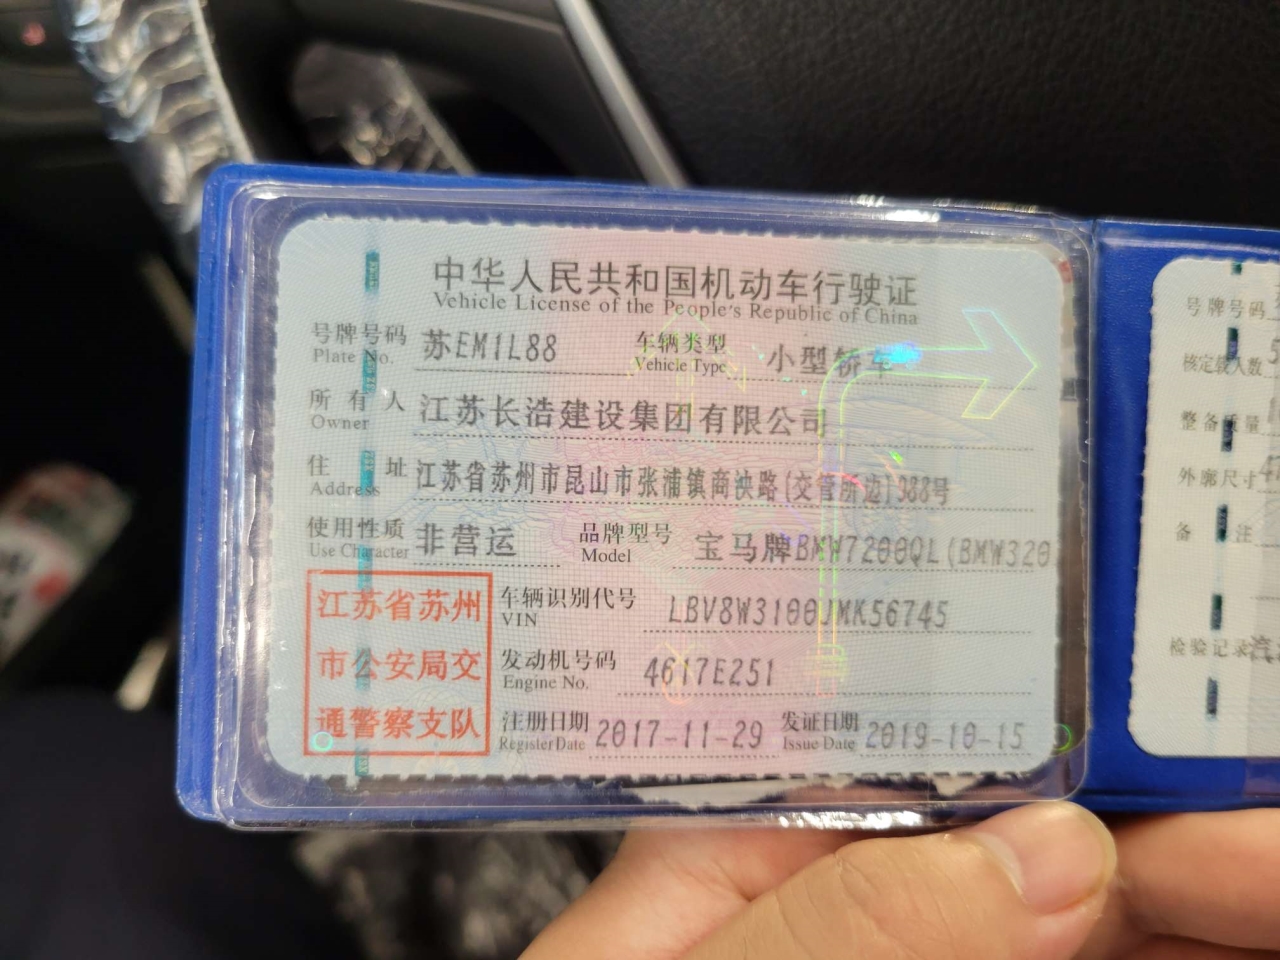 中华人民共和国机动车行驶证
Vehicle License of the People's Republic of China
号牌号码 苏EM1L88 车辆类型 小型轿车
Plate No. Vehicle Type
所有人 江苏长浩建设集团有限公司
Owner
住址 江苏省苏州市昆山市张浦镇商泱路(交管所边)988号
Address
使用性质 非营运 品牌型号 宝马牌BMW7200QL(BMW320
Use Character Model
江苏省苏州
市公安局交
通警察支队
车辆识别代号 LBV8W3100JMK56745
VIN
发动机号码 4617E251
Engine No.
注册日期 2017-11-29 发证日期 2019-10-15
Register Date Issue Date
号牌号码
核定载人数 5
整备质量
外廓尺寸
备注
检验记录